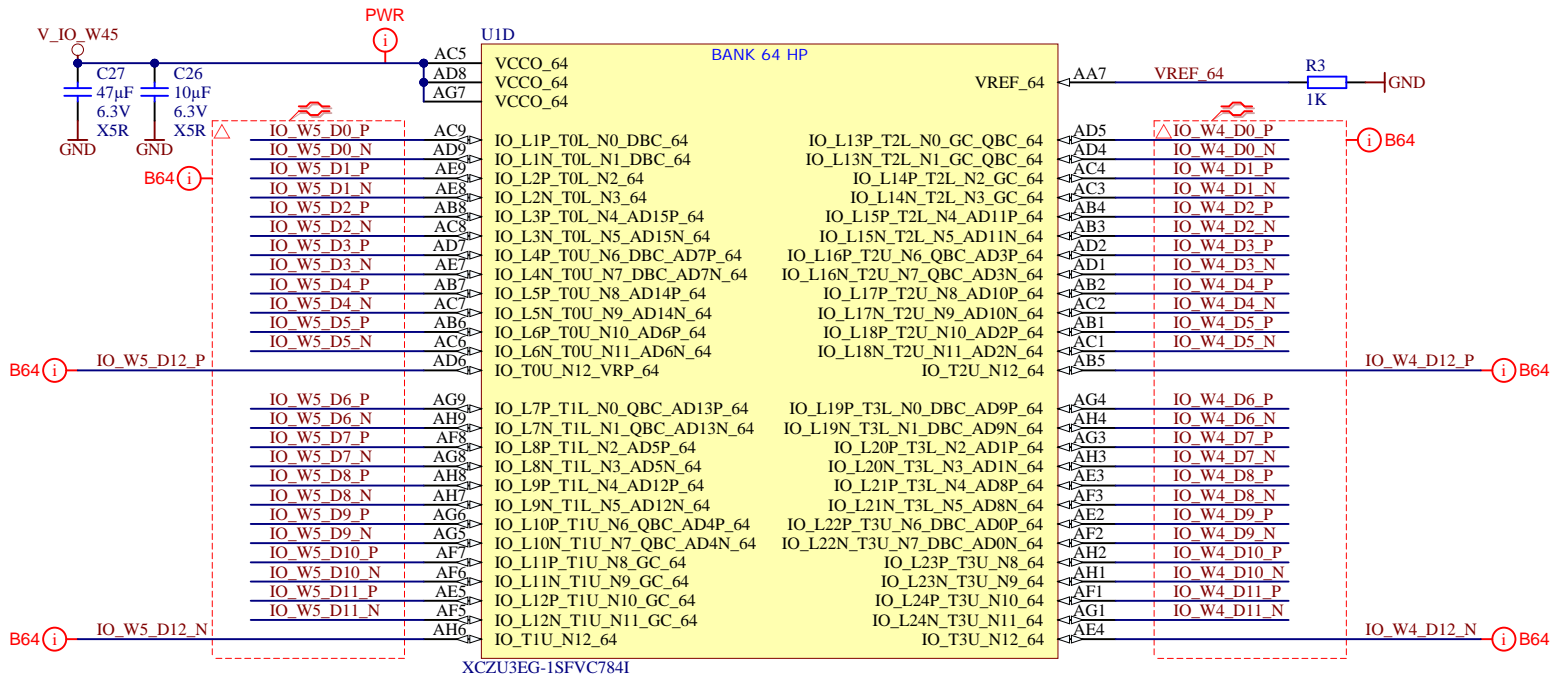 PWR
V_IO_W45
U1D
BANK 64 HP
AC5 VCCO_64
AD8 VCCO_64
AG7 VCCO_64
VREF_64 AA7 VREF_64 R3 1K GND
C27 47µF 6.3V X5R GND
C26 10µF 6.3V X5R GND
IO_W5_D0_P AC9 IO_L1P_T0L_N0_DBC_64 IO_L13P_T2L_N0_GC_QBC_64 AD5 IO_W4_D0_P B64
IO_W5_D0_N AD9 IO_L1N_T0L_N1_DBC_64 IO_L13N_T2L_N1_GC_QBC_64 AD4 IO_W4_D0_N
B64 IO_W5_D1_P AE9 IO_L2P_T0L_N2_64 IO_L14P_T2L_N2_GC_64 AC4 IO_W4_D1_P
IO_W5_D1_N AE8 IO_L2N_T0L_N3_64 IO_L14N_T2L_N3_GC_64 AC3 IO_W4_D1_N
IO_W5_D2_P AB8 IO_L3P_T0L_N4_AD15P_64 IO_L15P_T2L_N4_AD11P_64 AB4 IO_W4_D2_P
IO_W5_D2_N AC8 IO_L3N_T0L_N5_AD15N_64 IO_L15N_T2L_N5_AD11N_64 AB3 IO_W4_D2_N
IO_W5_D3_P AD7 IO_L4P_T0U_N6_DBC_AD7P_64 IO_L16P_T2U_N6_QBC_AD3P_64 AD2 IO_W4_D3_P
IO_W5_D3_N AE7 IO_L4N_T0U_N7_DBC_AD7N_64 IO_L16N_T2U_N7_QBC_AD3N_64 AD1 IO_W4_D3_N
IO_W5_D4_P AB7 IO_L5P_T0U_N8_AD14P_64 IO_L17P_T2U_N8_AD10P_64 AB2 IO_W4_D4_P
IO_W5_D4_N AC7 IO_L5N_T0U_N9_AD14N_64 IO_L17N_T2U_N9_AD10N_64 AC2 IO_W4_D4_N
IO_W5_D5_P AB6 IO_L6P_T0U_N10_AD6P_64 IO_L18P_T2U_N10_AD2P_64 AB1 IO_W4_D5_P
IO_W5_D5_N AC6 IO_L6N_T0U_N11_AD6N_64 IO_L18N_T2U_N11_AD2N_64 AC1 IO_W4_D5_N
B64 IO_W5_D12_P AD6 IO_T0U_N12_VRP_64 IO_T2U_N12_64 AB5 IO_W4_D12_P B64
IO_W5_D6_P AG9 IO_L7P_T1L_N0_QBC_AD13P_64 IO_L19P_T3L_N0_DBC_AD9P_64 AG4 IO_W4_D6_P
IO_W5_D6_N AH9 IO_L7N_T1L_N1_QBC_AD13N_64 IO_L19N_T3L_N1_DBC_AD9N_64 AH4 IO_W4_D6_N
IO_W5_D7_P AF8 IO_L8P_T1L_N2_AD5P_64 IO_L20P_T3L_N2_AD1P_64 AG3 IO_W4_D7_P
IO_W5_D7_N AG8 IO_L8N_T1L_N3_AD5N_64 IO_L20N_T3L_N3_AD1N_64 AH3 IO_W4_D7_N
IO_W5_D8_P AH8 IO_L9P_T1L_N4_AD12P_64 IO_L21P_T3L_N4_AD8P_64 AE3 IO_W4_D8_P
IO_W5_D8_N AH7 IO_L9N_T1L_N5_AD12N_64 IO_L21N_T3L_N5_AD8N_64 AF3 IO_W4_D8_N
IO_W5_D9_P AG6 IO_L10P_T1U_N6_QBC_AD4P_64 IO_L22P_T3U_N6_DBC_AD0P_64 AE2 IO_W4_D9_P
IO_W5_D9_N AG5 IO_L10N_T1U_N7_QBC_AD4N_64 IO_L22N_T3U_N7_DBC_AD0N_64 AF2 IO_W4_D9_N
IO_W5_D10_P AF7 IO_L11P_T1U_N8_GC_64 IO_L23P_T3U_N8_64 AH2 IO_W4_D10_P
IO_W5_D10_N AF6 IO_L11N_T1U_N9_GC_64 IO_L23N_T3U_N9_64 AH1 IO_W4_D10_N
IO_W5_D11_P AE5 IO_L12P_T1U_N10_GC_64 IO_L24P_T3U_N10_64 AF1 IO_W4_D11_P
IO_W5_D11_N AF5 IO_L12N_T1U_N11_GC_64 IO_L24N_T3U_N11_64 AG1 IO_W4_D11_N
B64 IO_W5_D12_N AH6 IO_T1U_N12_64 IO_T3U_N12_64 AE4 IO_W4_D12_N B64
XCZU3EG-1SFVC784I